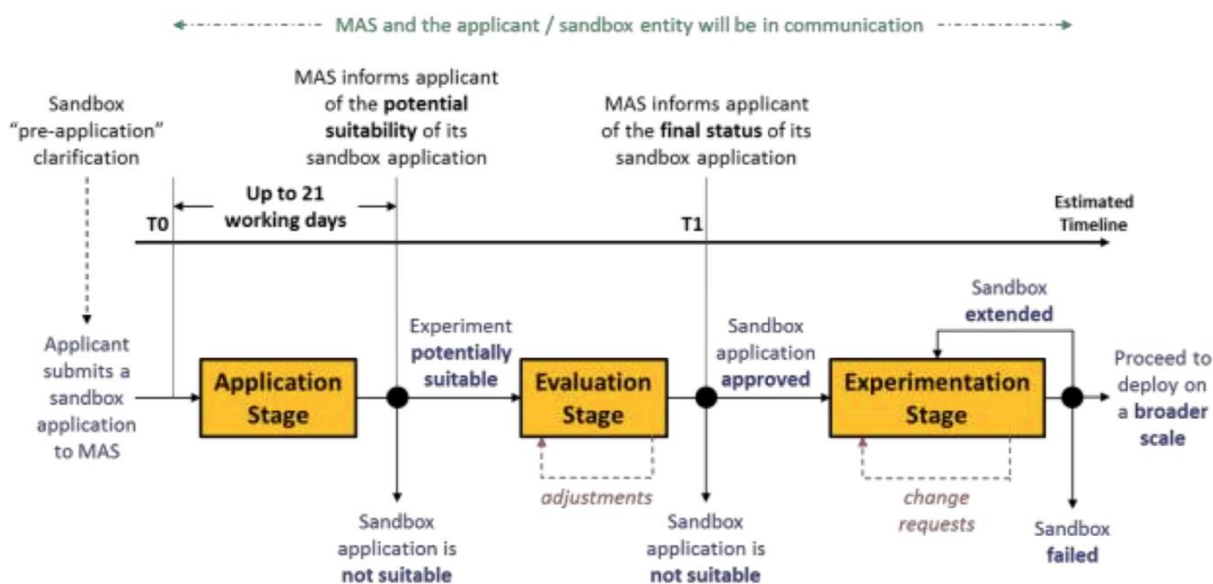 MAS and the applicant / sandbox entity will be in communication
Sandbox
“pre-application”
clarification
MAS informs applicant
of the potential
suitability of its
sandbox application
MAS informs applicant
of the final status of its
sandbox application
Up to 21
working days
T0
T1
Estimated
Timeline
Applicant
submits a
sandbox
application
to MAS
Application
Stage
Experiment
potentially
suitable
Evaluation
Stage
Sandbox
application
approved
Experimentation
Stage
Sandbox
extended
Proceed to
deploy on
a broader
scale
adjustments
change
requests
Sandbox
application is
not suitable
Sandbox
application is
not suitable
Sandbox
failed